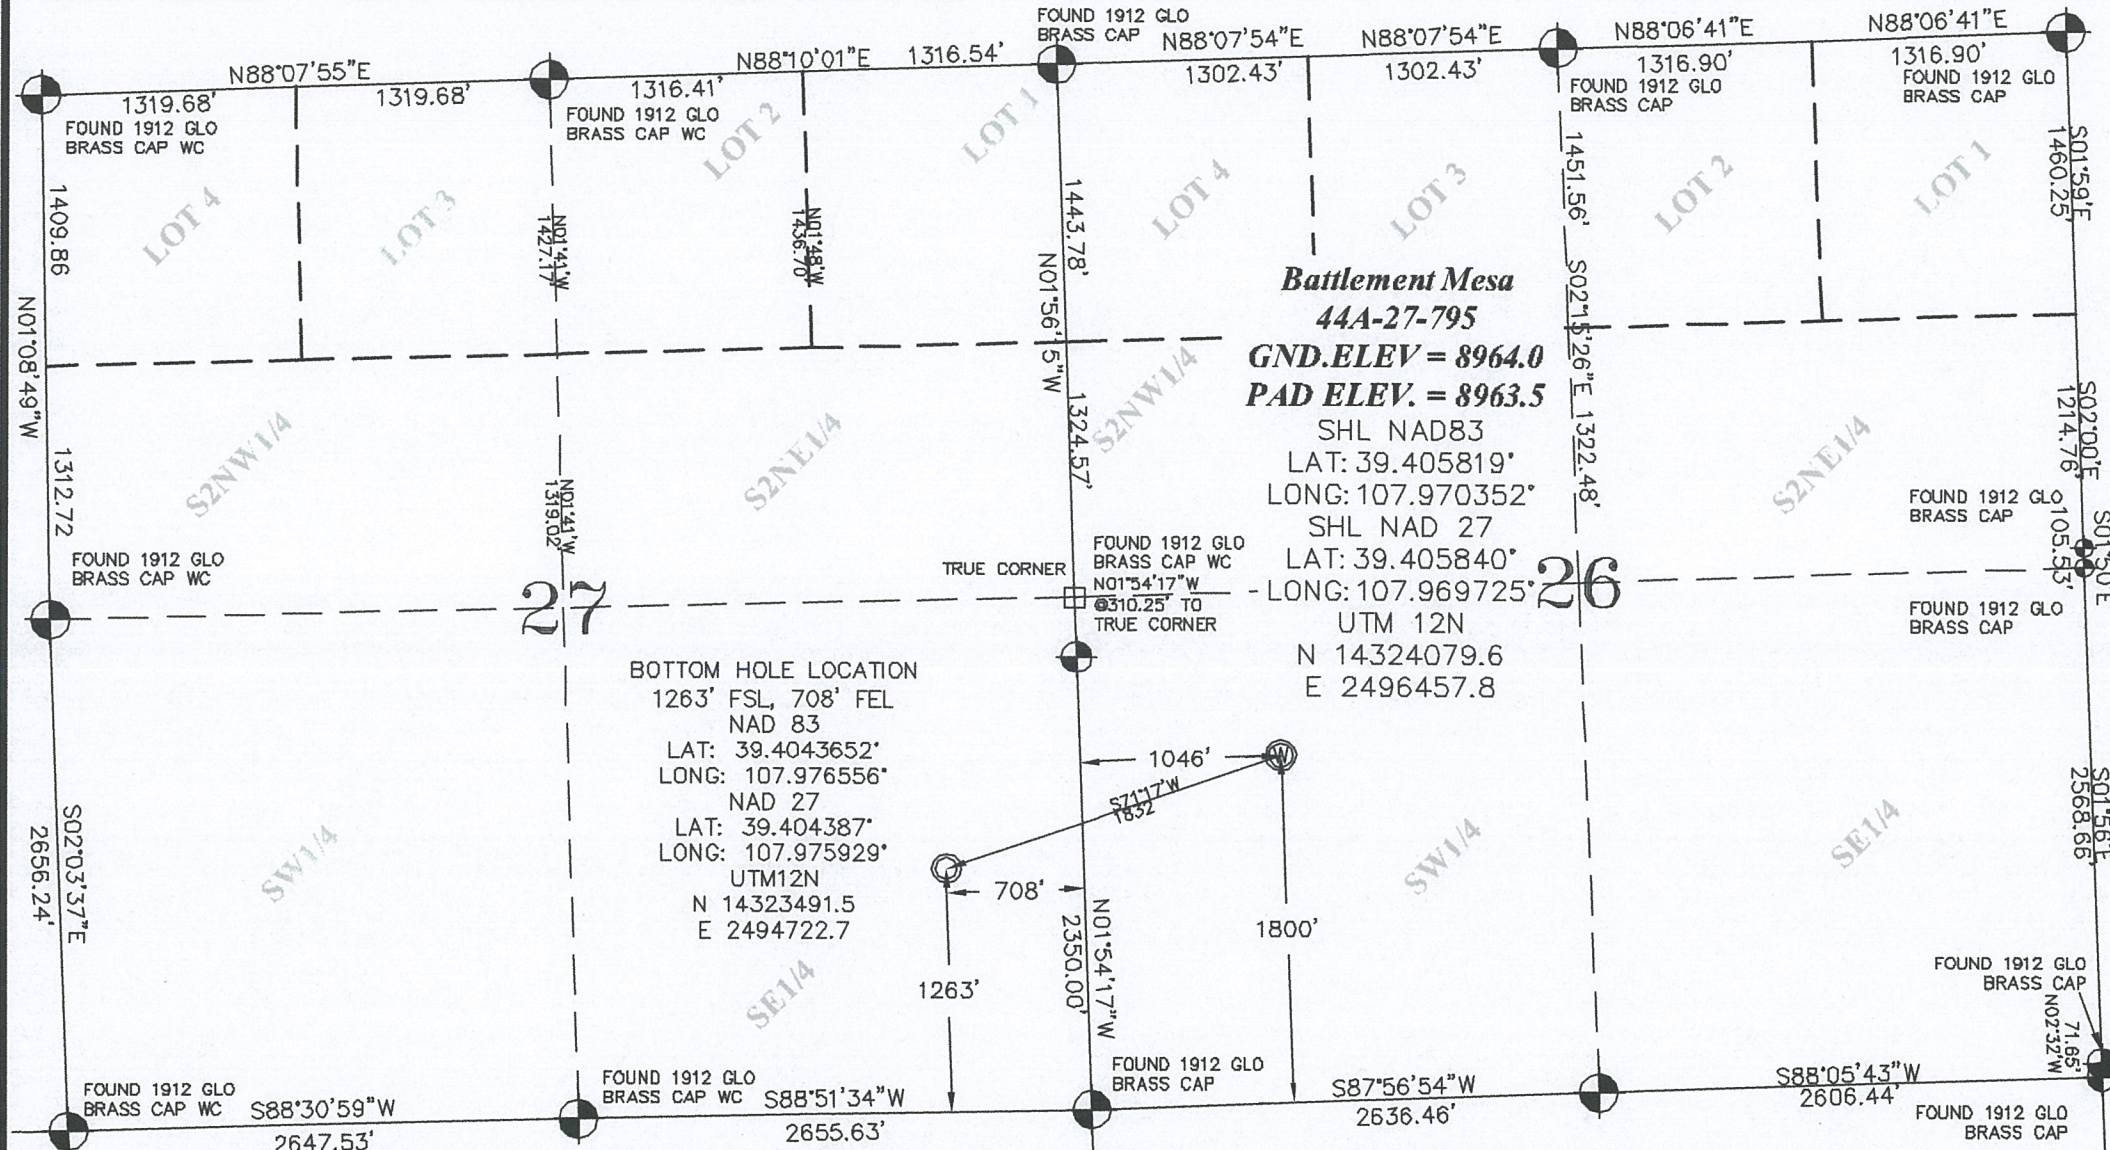 FOUND 1912 GLO
BRASS CAP
N88°07'55"E
1319.68'
1319.68'
FOUND 1912 GLO
BRASS CAP WC
N88°10'01"E
1316.54'
1316.41'
FOUND 1912 GLO
BRASS CAP WC
N88°07'54"E
1302.43'
N88°07'54"E
1302.43'
N88°06'41"E
1316.90'
FOUND 1912 GLO
BRASS CAP
N88°06'41"E
1316.90'
FOUND 1912 GLO
BRASS CAP
LOT 4
LOT 3
LOT 2
LOT 1
LOT 4
LOT 3
LOT 2
LOT 1
1409.86
N01°08'49"W
1312.72
N01°41'W
1427.17'
N01°48'W
1436.70'
1443.78'
N01°56'15"W
1324.57'
1451.56'
S02°15'26"E 1322.48'
S01°59'E
1460.25'
S02°00'E
1214.76'
S2NW1/4
S2NE1/4
S2NW1/4
S2NE1/4
N01°41'W
1319.02'
Battlement Mesa
44A-27-795
GND.ELEV = 8964.0
PAD ELEV. = 8963.5
SHL NAD83
LAT: 39.405819°
LONG: 107.970352°
SHL NAD 27
LAT: 39.405840°
LONG: 107.969725°
UTM 12N
N 14324079.6
E 2496457.8
FOUND 1912 GLO
BRASS CAP WC
TRUE CORNER
FOUND 1912 GLO
BRASS CAP WC
N01°54'17"W
@310.25' TO
TRUE CORNER
FOUND 1912 GLO
BRASS CAP
105.53'
S01°50'E
FOUND 1912 GLO
BRASS CAP
27
26
BOTTOM HOLE LOCATION
1263' FSL, 708' FEL
NAD 83
LAT: 39.4043652°
LONG: 107.976556°
NAD 27
LAT: 39.404387°
LONG: 107.975929°
UTM12N
N 14323491.5
E 2494722.7
1046'
W
S71°17'W
1832
708'
1263'
1800'
S02°03'37"E
2656.24'
SW1/4
SE1/4
N01°54'17"W
2350.00'
SW1/4
SE1/4
S01°56'E
2568.66'
FOUND 1912 GLO
BRASS CAP
71.65'
N02°32'W
FOUND 1912 GLO
BRASS CAP WC
S88°30'59"W
2647.53'
FOUND 1912 GLO
BRASS CAP WC
S88°51'34"W
2655.63'
FOUND 1912 GLO
BRASS CAP
S87°56'54"W
2636.46'
S88°05'43"W
2606.44'
FOUND 1912 GLO
BRASS CAP